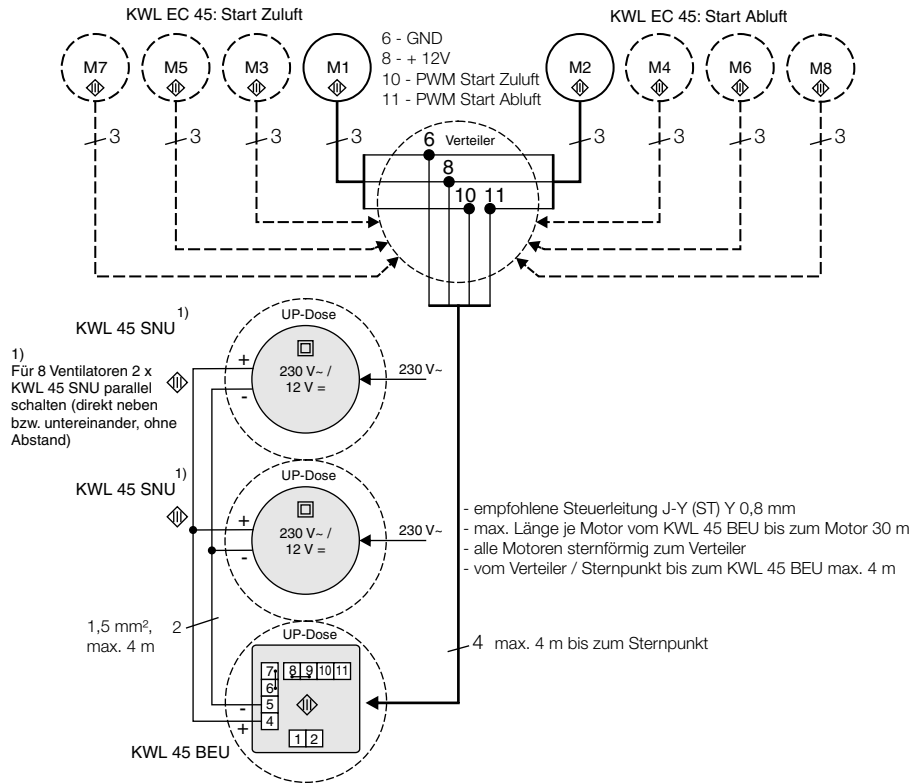 KWL EC 45: Start Zuluft
KWL EC 45: Start Abluft
M7
M5
M3
M1
6 - GND
8 - + 12V
10 - PWM Start Zuluft
11 - PWM Start Abluft
M2
M4
M6
M8
3
3
3
3
3
3
3
3
6
Verteiler
8
10
11
KWL 45 SNU 1)
UP-Dose
1)
Für 8 Ventilatoren 2 x
KWL 45 SNU parallel
schalten (direkt neben
bzw. untereinander, ohne
Abstand)
+
-
230 V~ /
12 V =
230 V~
KWL 45 SNU 1)
UP-Dose
+
-
230 V~ /
12 V =
230 V~
- empfohlene Steuerleitung J-Y (ST) Y 0,8 mm
- max. Länge je Motor vom KWL 45 BEU bis zum Motor 30 m
- alle Motoren sternförmig zum Verteiler
- vom Verteiler / Sternpunkt bis zum KWL 45 BEU max. 4 m
1,5 mm²,
max. 4 m
2
UP-Dose
4 max. 4 m bis zum Sternpunkt
7
8 9 10 11
6
- 5
+ 4
1 2
KWL 45 BEU